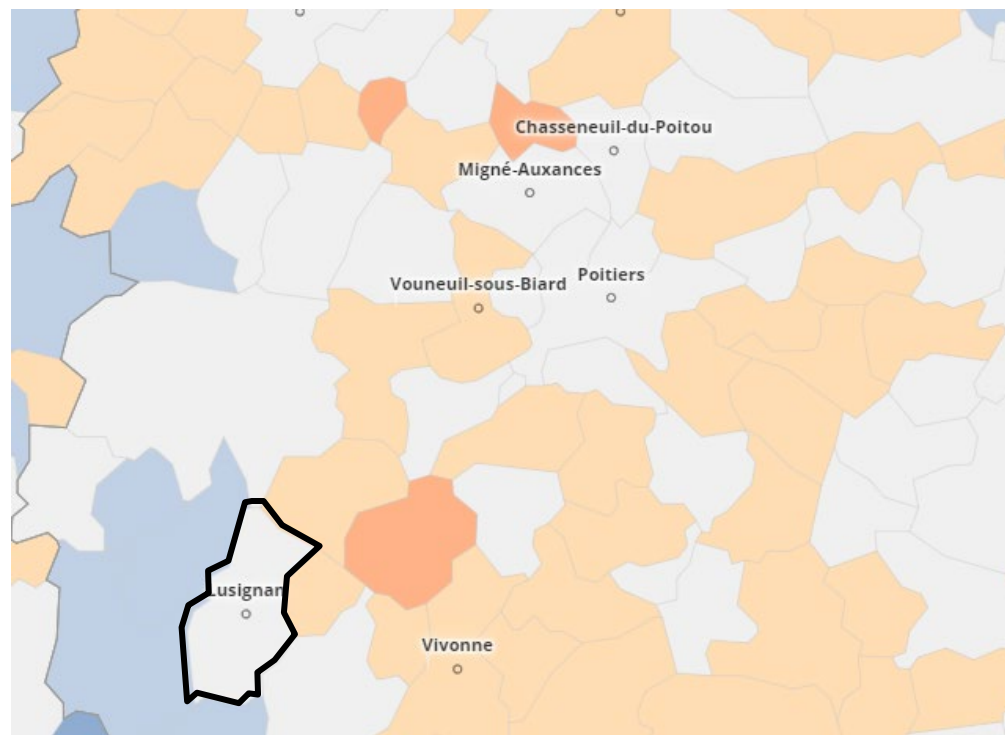 Chasseneuil-du-Poitou
Migné-Auxances
Poitiers
Vouneuil-sous-Biard
Lusignan
Vivonne